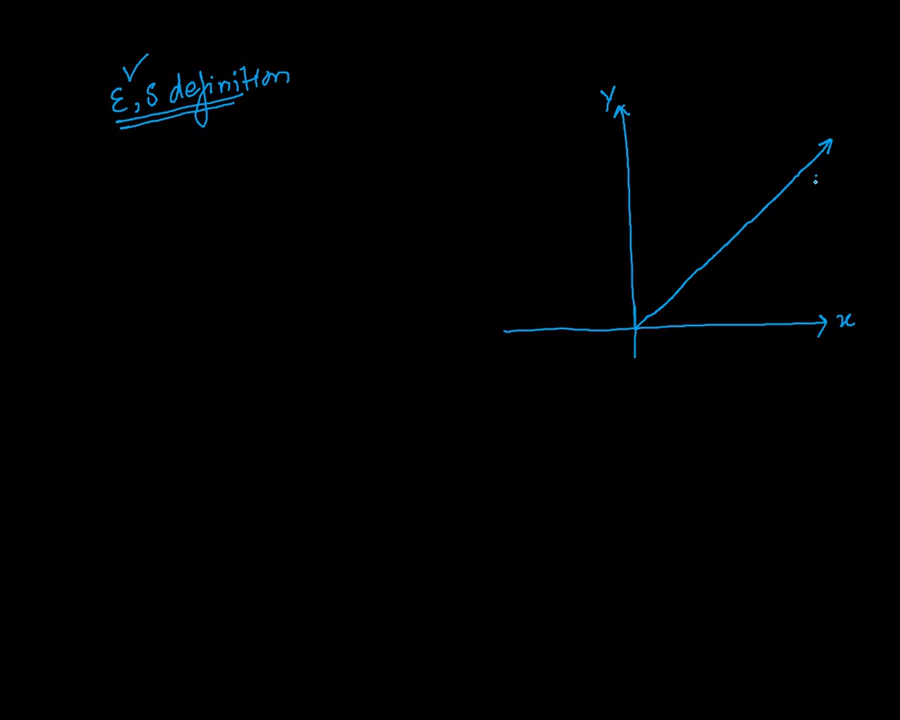 ε, δ definition
Y
x